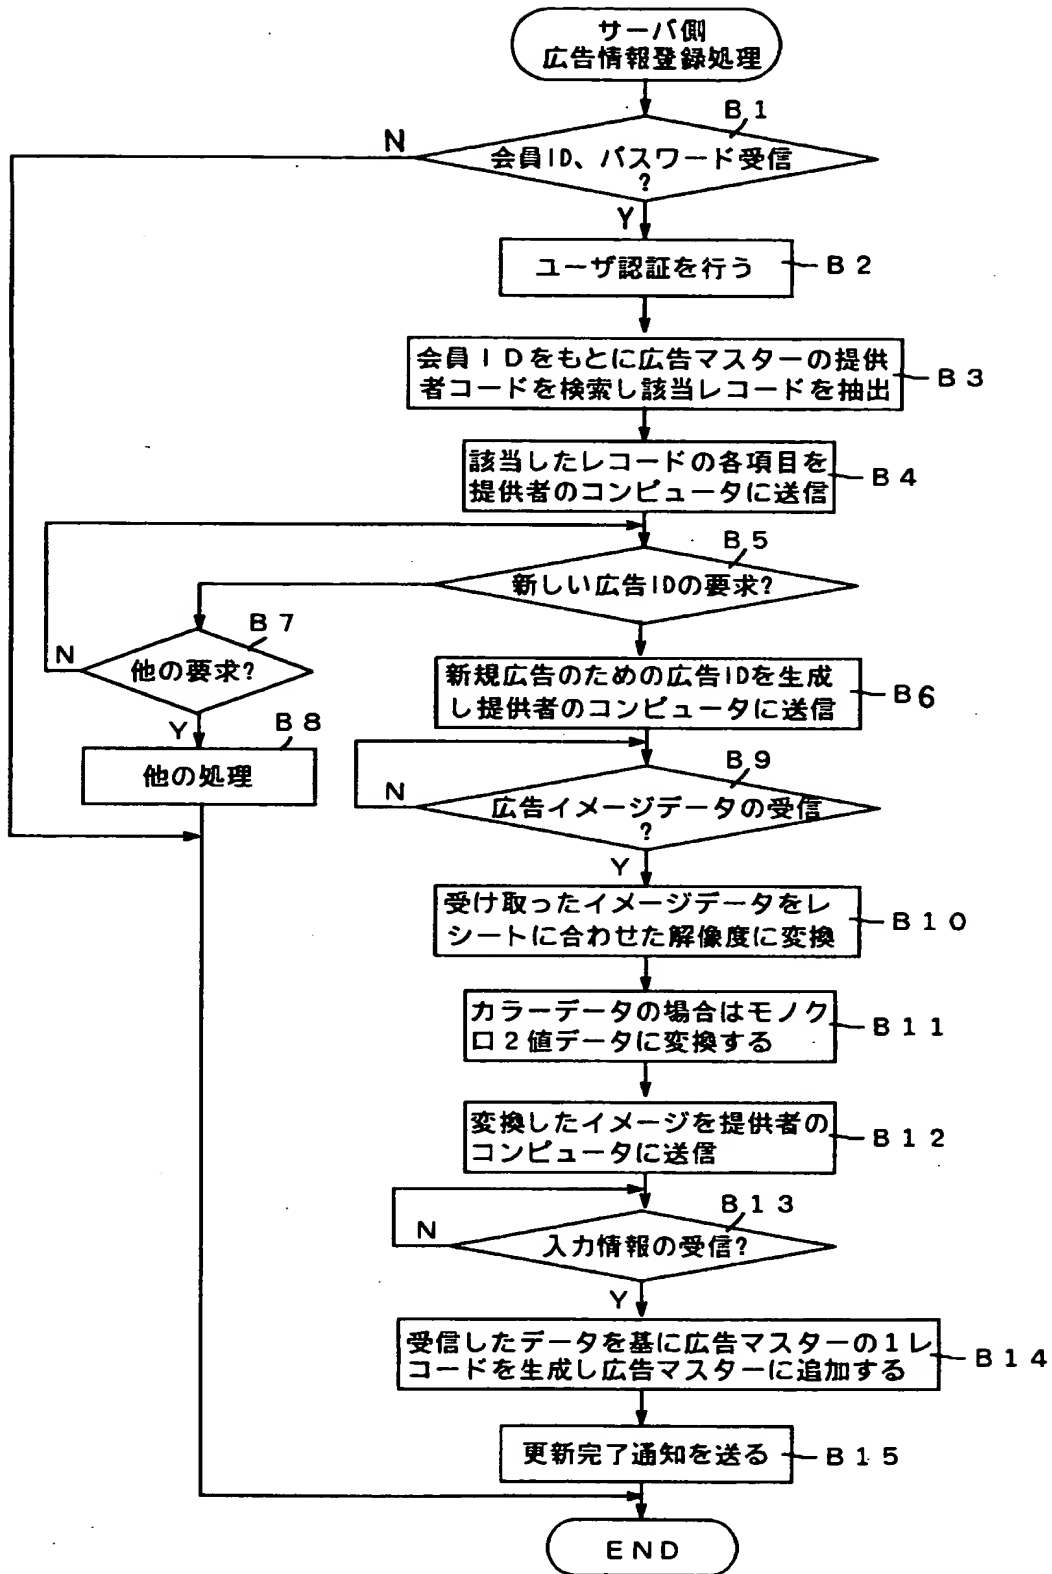 サーバ側
広告情報登録処理
B1
N
会員ID、パスワード受信
?
Y
ユーザ認証を行う
B2
会員IDをもとに広告マスターの提供
者コードを検索し該当レコードを抽出
B3
該当したレコードの各項目を
提供者のコンピュータに送信
B4
B5
新しい広告IDの要求?
B7
N
他の要求?
Y
B8
他の処理
新規広告のための広告IDを生成
し提供者のコンピュータに送信
B6
B9
N
広告イメージデータの受信
?
Y
受け取ったイメージデータをレ
シートに合わせた解像度に変換
B10
カラーデータの場合はモノク
ロ2値データに変換する
B11
変換したイメージを提供者の
コンピュータに送信
B12
B13
N
入力情報の受信?
Y
受信したデータを基に広告マスターの1レ
コードを生成し広告マスターに追加する
B14
更新完了通知を送る
B15
END